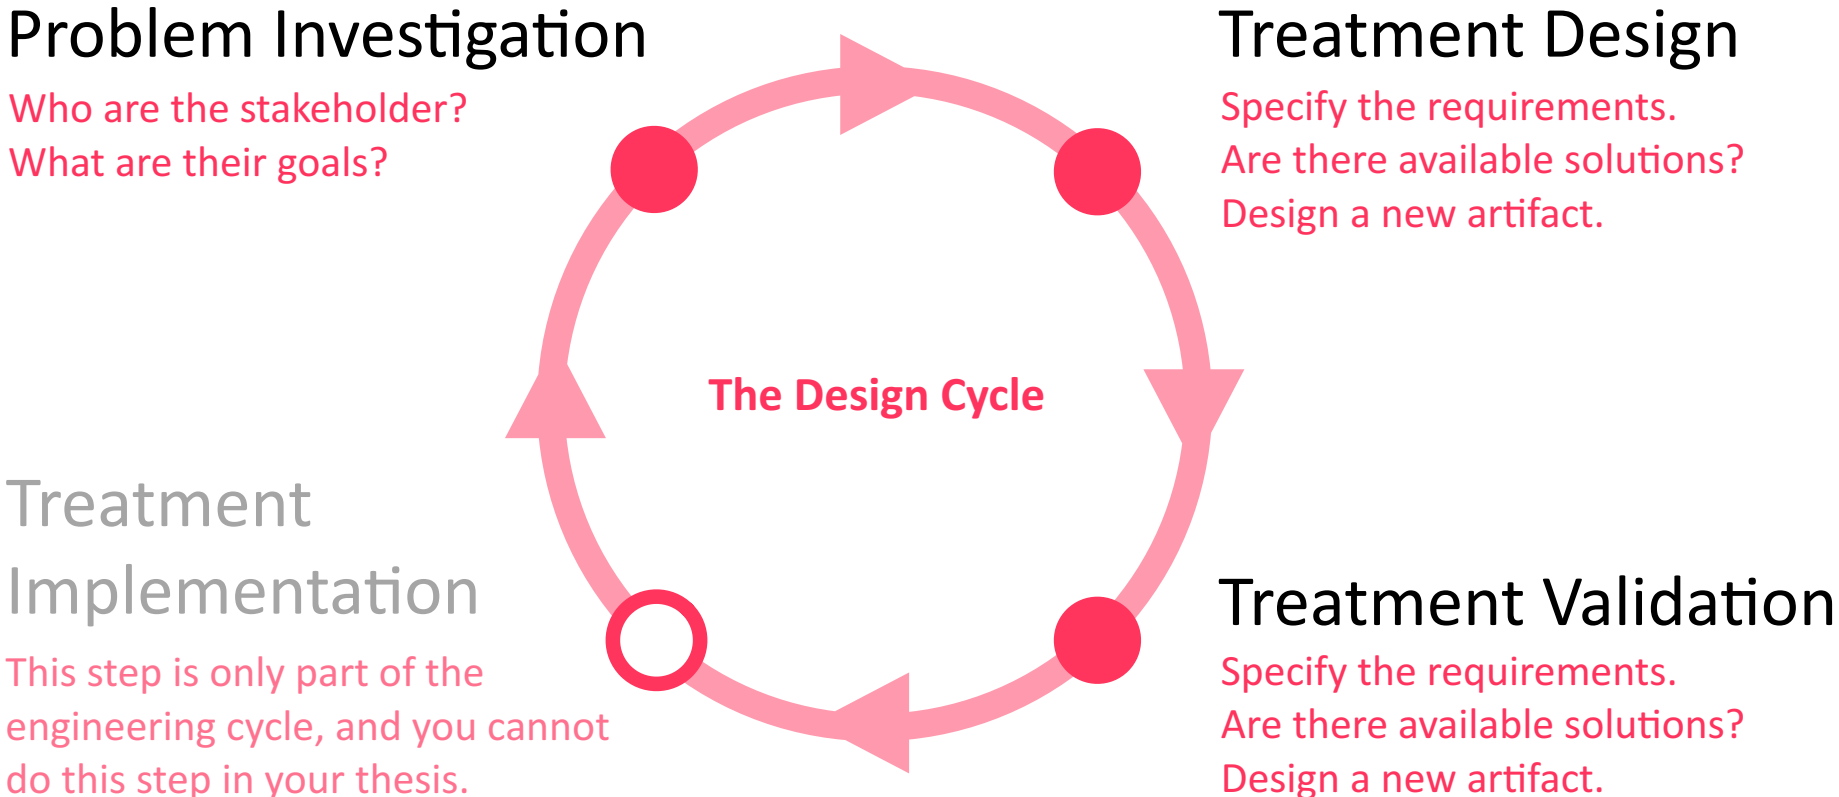 Problem Investigation
Who are the stakeholder?
What are their goals?
Treatment Design
Specify the requirements.
Are there available solutions?
Design a new artifact.
The Design Cycle
Treatment
Implementation
This step is only part of the
engineering cycle, and you cannot
do this step in your thesis.
Treatment Validation
Specify the requirements.
Are there available solutions?
Design a new artifact.